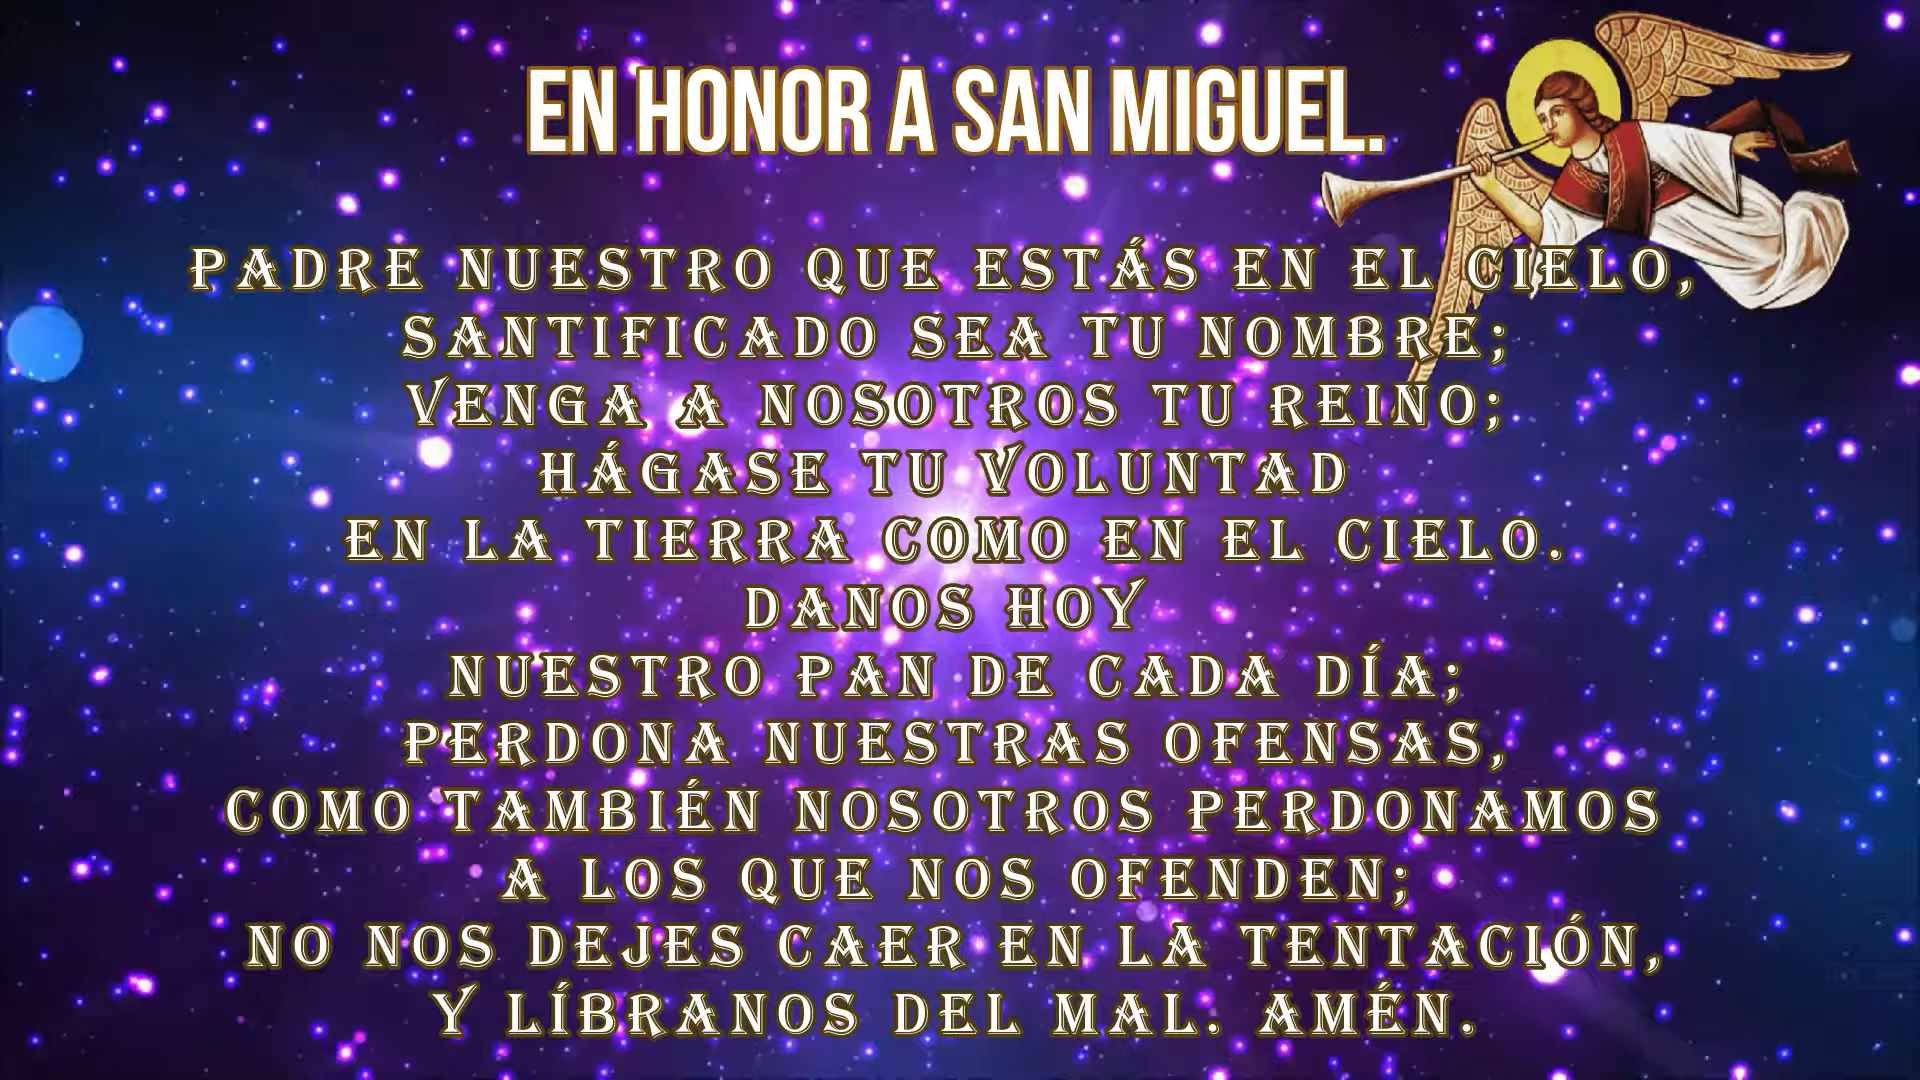 EN HONOR A SAN MIGUEL.
PADRE NUESTRO QUE ESTÁS EN EL CIELO,
SANTIFICADO SEA TU NOMBRE;
VENGA A NOSOTROS TU REINO;
HÁGASE TU VOLUNTAD
EN LA TIERRA COMO EN EL CIELO.
DANOS HOY
NUESTRO PAN DE CADA DÍA;
PERDONA NUESTRAS OFENSAS,
COMO TAMBIÉN NOSOTROS PERDONAMOS
A LOS QUE NOS OFENDEN;
NO NOS DEJES CAER EN LA TENTACIÓN,
Y LÍBRANOS DEL MAL. AMÉN.